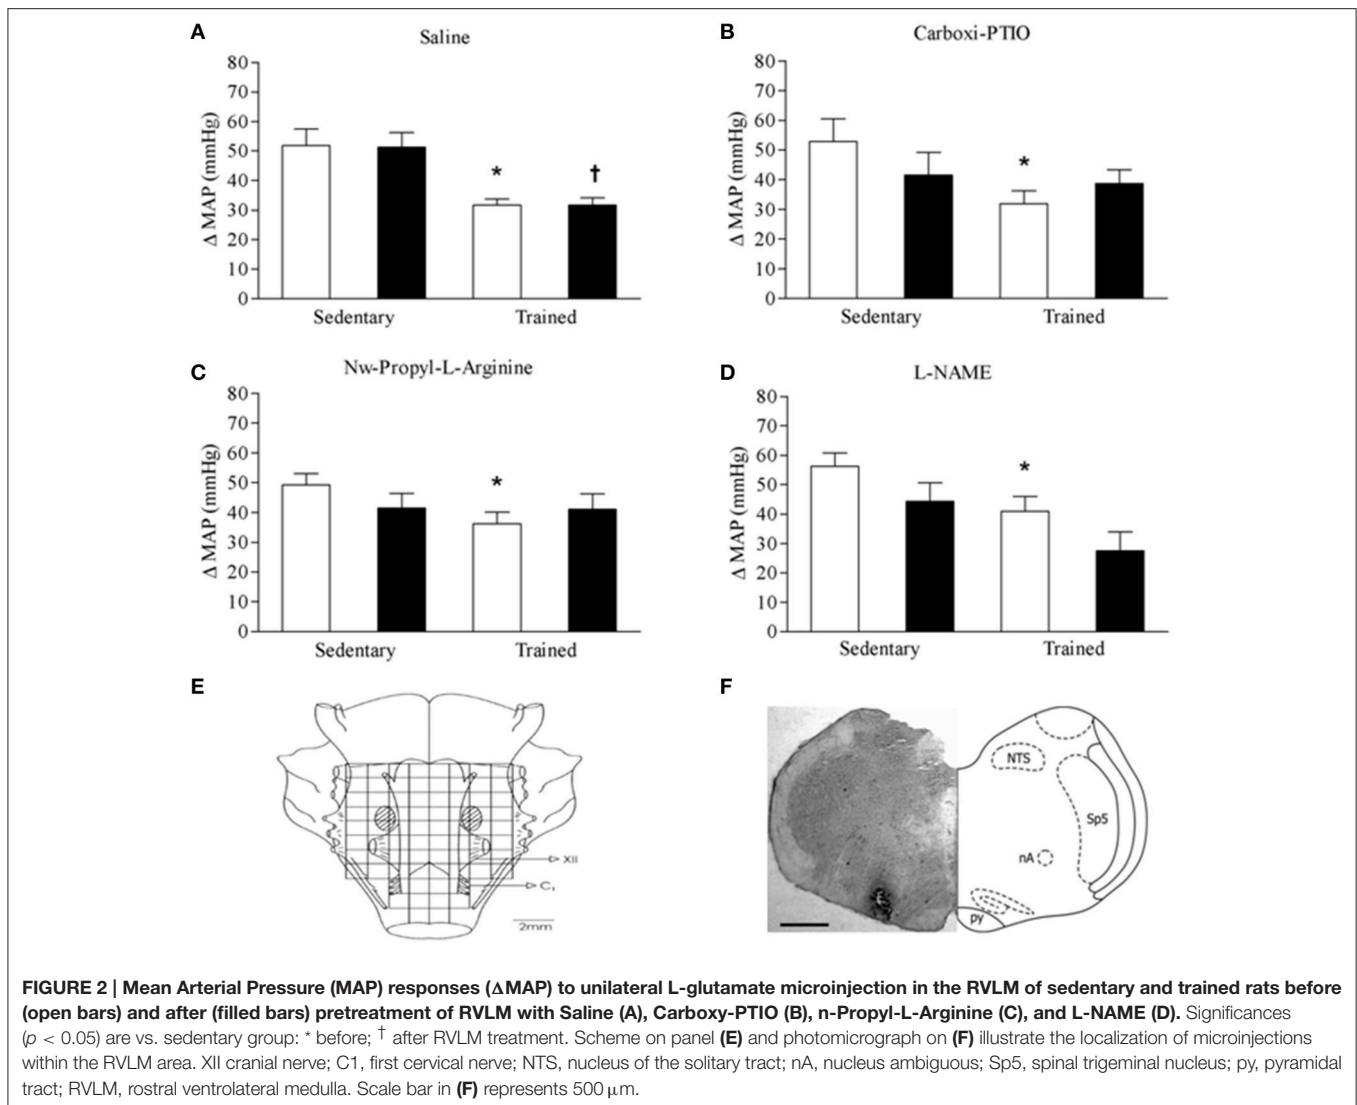 A
Saline
80
70
60
50
40
30
20
10
0
Δ MAP (mmHg)
*
†
Sedentary
Trained
B
Carboxi-PTIO
80
70
60
50
40
30
20
10
0
Δ MAP (mmHg)
*
Sedentary
Trained
C
Nw-Propyl-L-Arginine
80
70
60
50
40
30
20
10
0
Δ MAP (mmHg)
*
Sedentary
Trained
D
L-NAME
80
70
60
50
40
30
20
10
0
Δ MAP (mmHg)
*
Sedentary
Trained
E
XII
C₁
2mm
F
NTS
Sp5
nA
py
FIGURE 2 | Mean Arterial Pressure (MAP) responses (ΔMAP) to unilateral L-glutamate microinjection in the RVLM of sedentary and trained rats before
(open bars) and after (filled bars) pretreatment of RVLM with Saline (A), Carboxy-PTIO (B), n-Propyl-L-Arginine (C), and L-NAME (D). Significances
(p < 0.05) are vs. sedentary group: * before; † after RVLM treatment. Scheme on panel (E) and photomicrograph on (F) illustrate the localization of microinjections
within the RVLM area. XII cranial nerve; C1, first cervical nerve; NTS, nucleus of the solitary tract; nA, nucleus ambiguous; Sp5, spinal trigeminal nucleus; py, pyramidal
tract; RVLM, rostral ventrolateral medulla. Scale bar in (F) represents 500 μm.